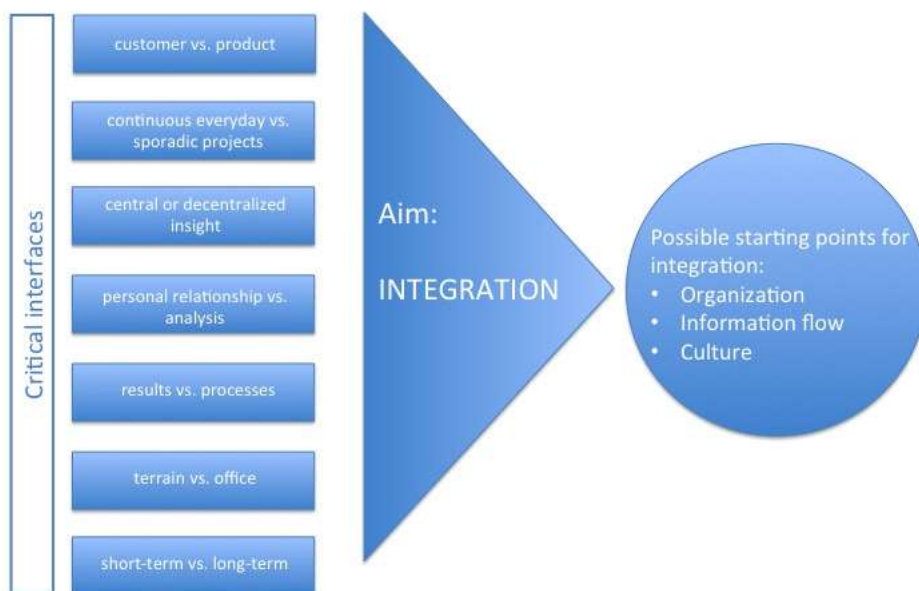 Critical interfaces
customer vs. product
continuous everyday vs.
sporadic projects
central or decentralized
insight
personal relationship vs.
analysis
results vs. processes
terrain vs. office
short-term vs. long-term
Aim:
INTEGRATION
Possible starting points for
integration:
• Organization
• Information flow
• Culture